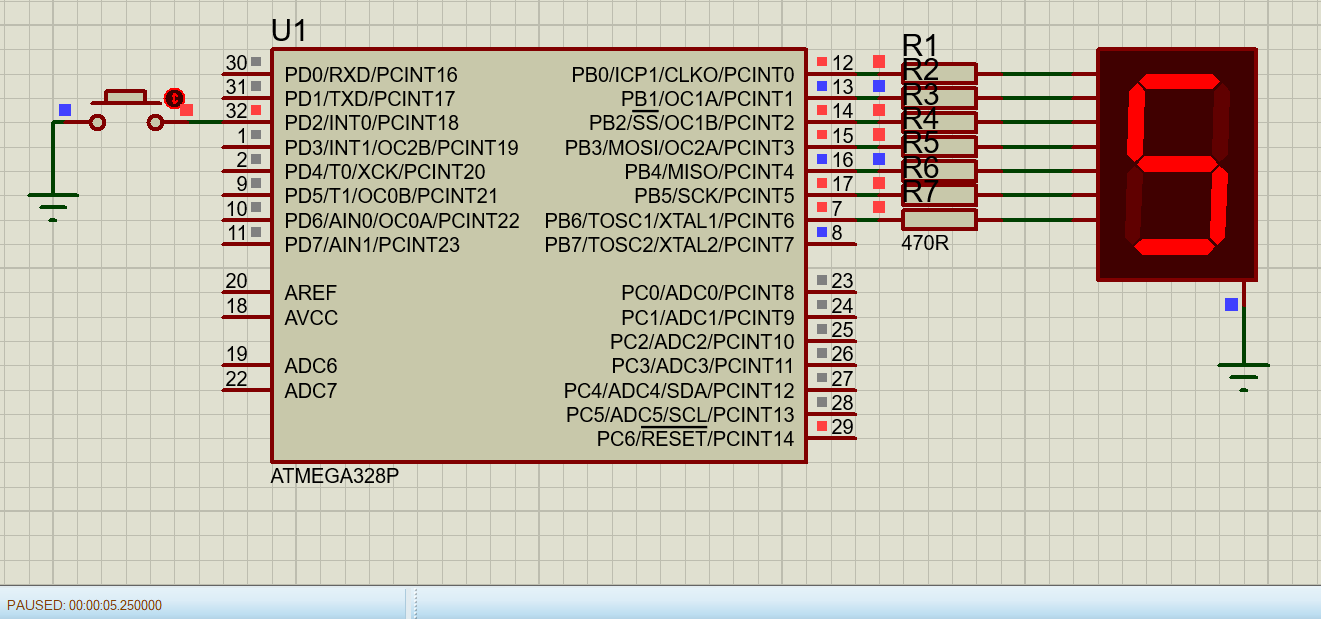 U1
30 PD0/RXD/PCINT16 PB0/ICP1/CLKO/PCINT0 12 R1
31 PD1/TXD/PCINT17 PB1/OC1A/PCINT1 13 R2
32 PD2/INT0/PCINT18 PB2/SS/OC1B/PCINT2 14 R3
1 PD3/INT1/OC2B/PCINT19 PB3/MOSI/OC2A/PCINT3 15 R4
2 PD4/T0/XCK/PCINT20 PB4/MISO/PCINT4 16 R5
9 PD5/T1/OC0B/PCINT21 PB5/SCK/PCINT5 17 R6
10 PD6/AIN0/OC0A/PCINT22 PB6/TOSC1/XTAL1/PCINT6 7 R7
11 PD7/AIN1/PCINT23 PB7/TOSC2/XTAL2/PCINT7 8 470R
20 AREF PC0/ADC0/PCINT8 23
18 AVCC PC1/ADC1/PCINT9 24
PC2/ADC2/PCINT10 25
19 ADC6 PC3/ADC3/PCINT11 26
22 ADC7 PC4/ADC4/SDA/PCINT12 27
PC5/ADC5/SCL/PCINT13 28
PC6/RESET/PCINT14 29
ATMEGA328P
9
PAUSED: 00:00:05.250000